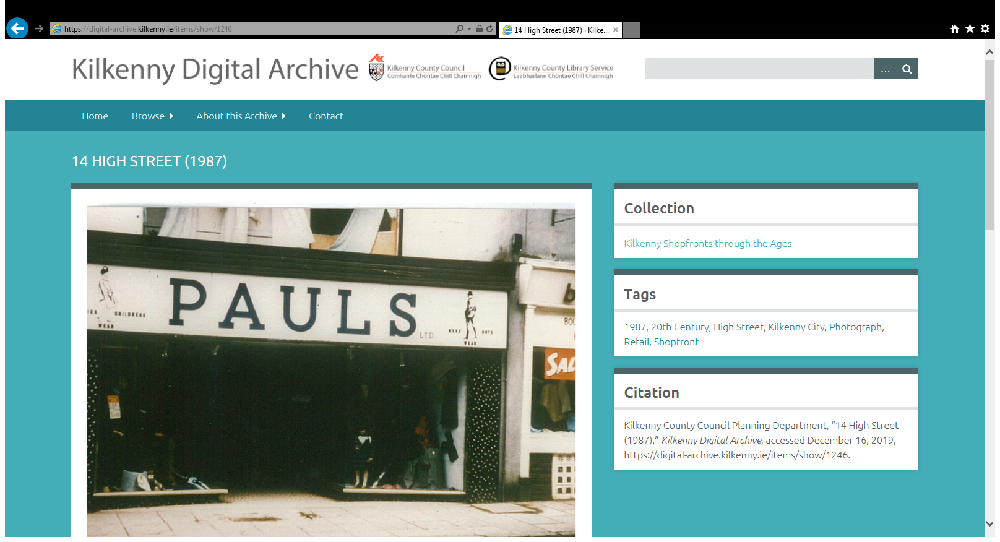 https://digital-archive.kilkenny.ie/items/show/1246
14 High Street (1987) · Kilke...
Kilkenny Digital Archive
Kilkenny County Council
Comhairle Chontae Chill Chainnigh
Kilkenny County Library Service
Leabharlann Chontae Chill Chainnigh
...
Home
Browse
About this Archive
Contact
14 HIGH STREET (1987)
PAULS
LTD
CHILDRENS
WEAR
MENS
BOYS
WEAR
b
BOU
SAL
Collection
Kilkenny Shopfronts through the Ages
Tags
1987, 20th Century, High Street, Kilkenny City, Photograph,
Retail, Shopfront
Citation
Kilkenny County Council Planning Department, “14 High Street
(1987),” Kilkenny Digital Archive, accessed December 16, 2019,
https://digital-archive.kilkenny.ie/items/show/1246.